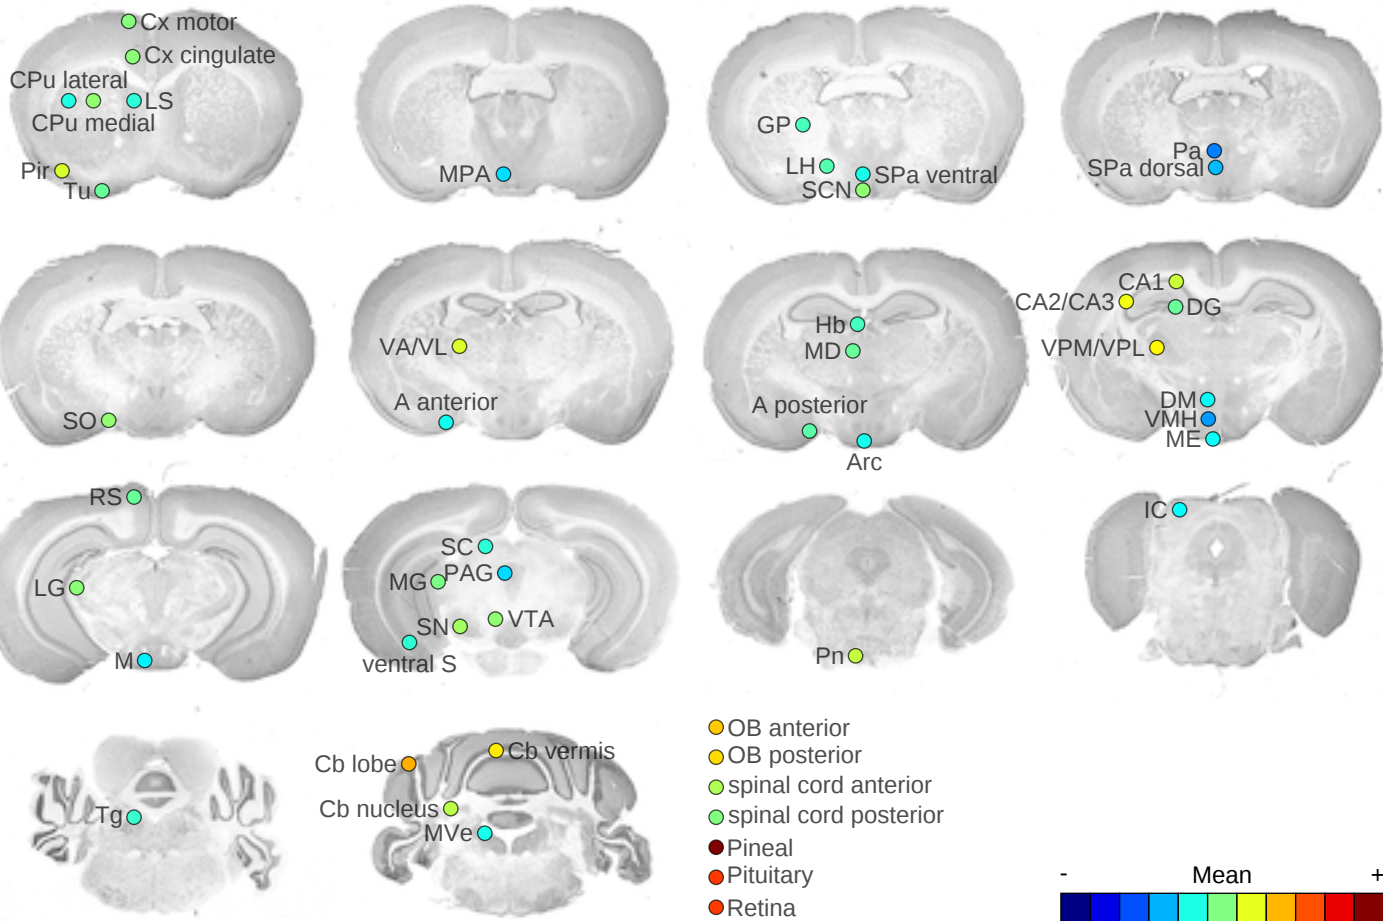 Cx motor
Cx cingulate
CPu lateral
LS
CPu medial
Pir
Tu
MPA
GP
LH
SPa ventral
SCN
Pa
SPa dorsal
SO
VA/VL
A anterior
Hb
MD
A posterior
Arc
CA1
CA2/CA3
DG
VPM/VPL
DM
VMH
ME
RS
LG
M
SC
MG
PAG
SN
VTA
ventral S
Pn
IC
Tg
Cb lobe
Cb vermis
Cb nucleus
MVe
OB anterior
OB posterior
spinal cord anterior
spinal cord posterior
Pineal
Pituitary
Retina
- Mean +